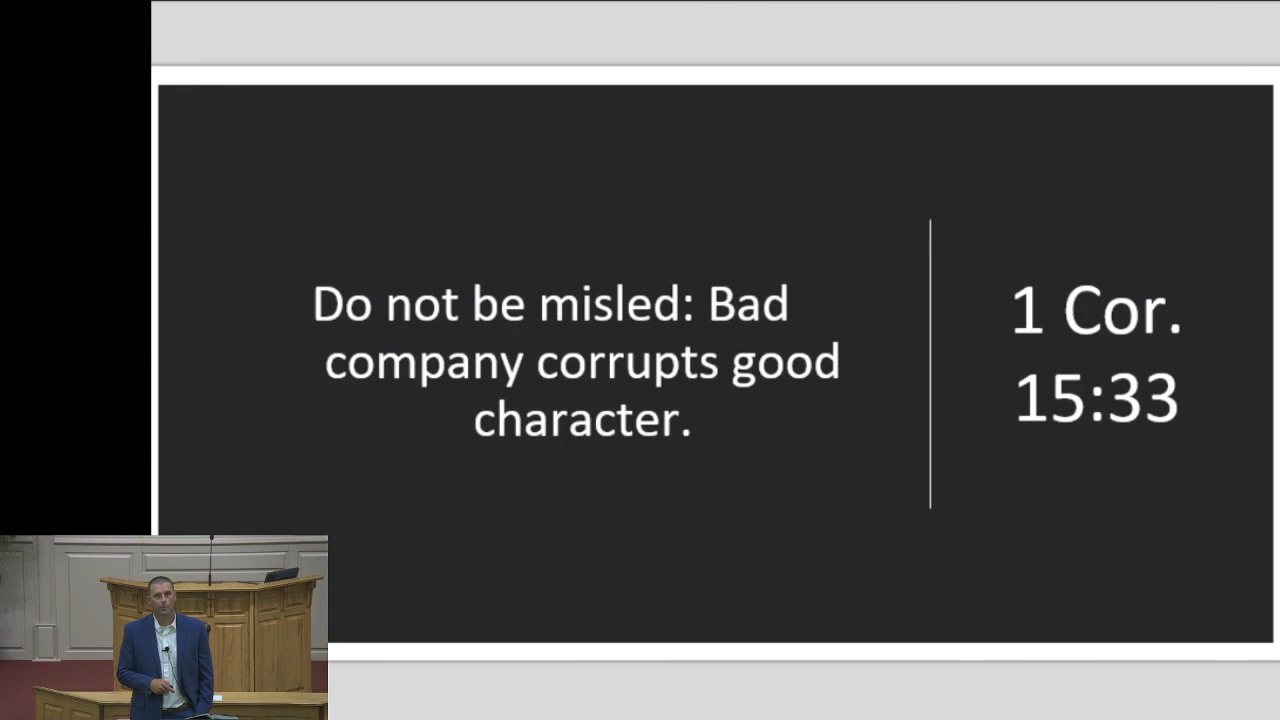 Do not be misled: Bad
company corrupts good
character.
1 Cor.
15:33